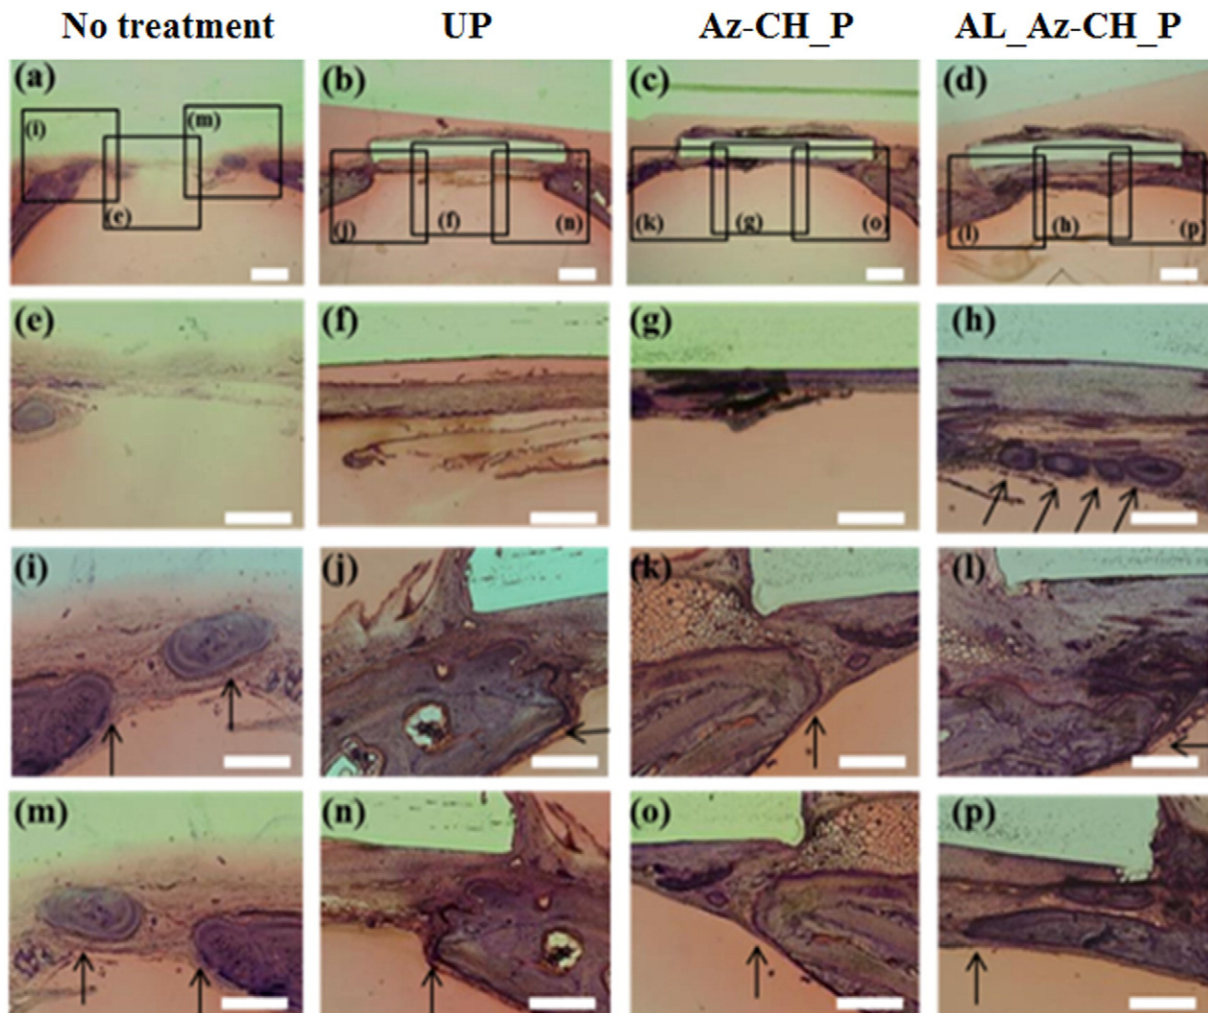 No treatment UP Az-CH_P AL_Az-CH_P
(a) (b) (c) (d)
(i) (m)
(e) (j) (f) (n) (k) (g) (o) (l) (h) (p)
(e) (f) (g) (h)
(i) (j) (k) (l)
(m) (n) (o) (p)